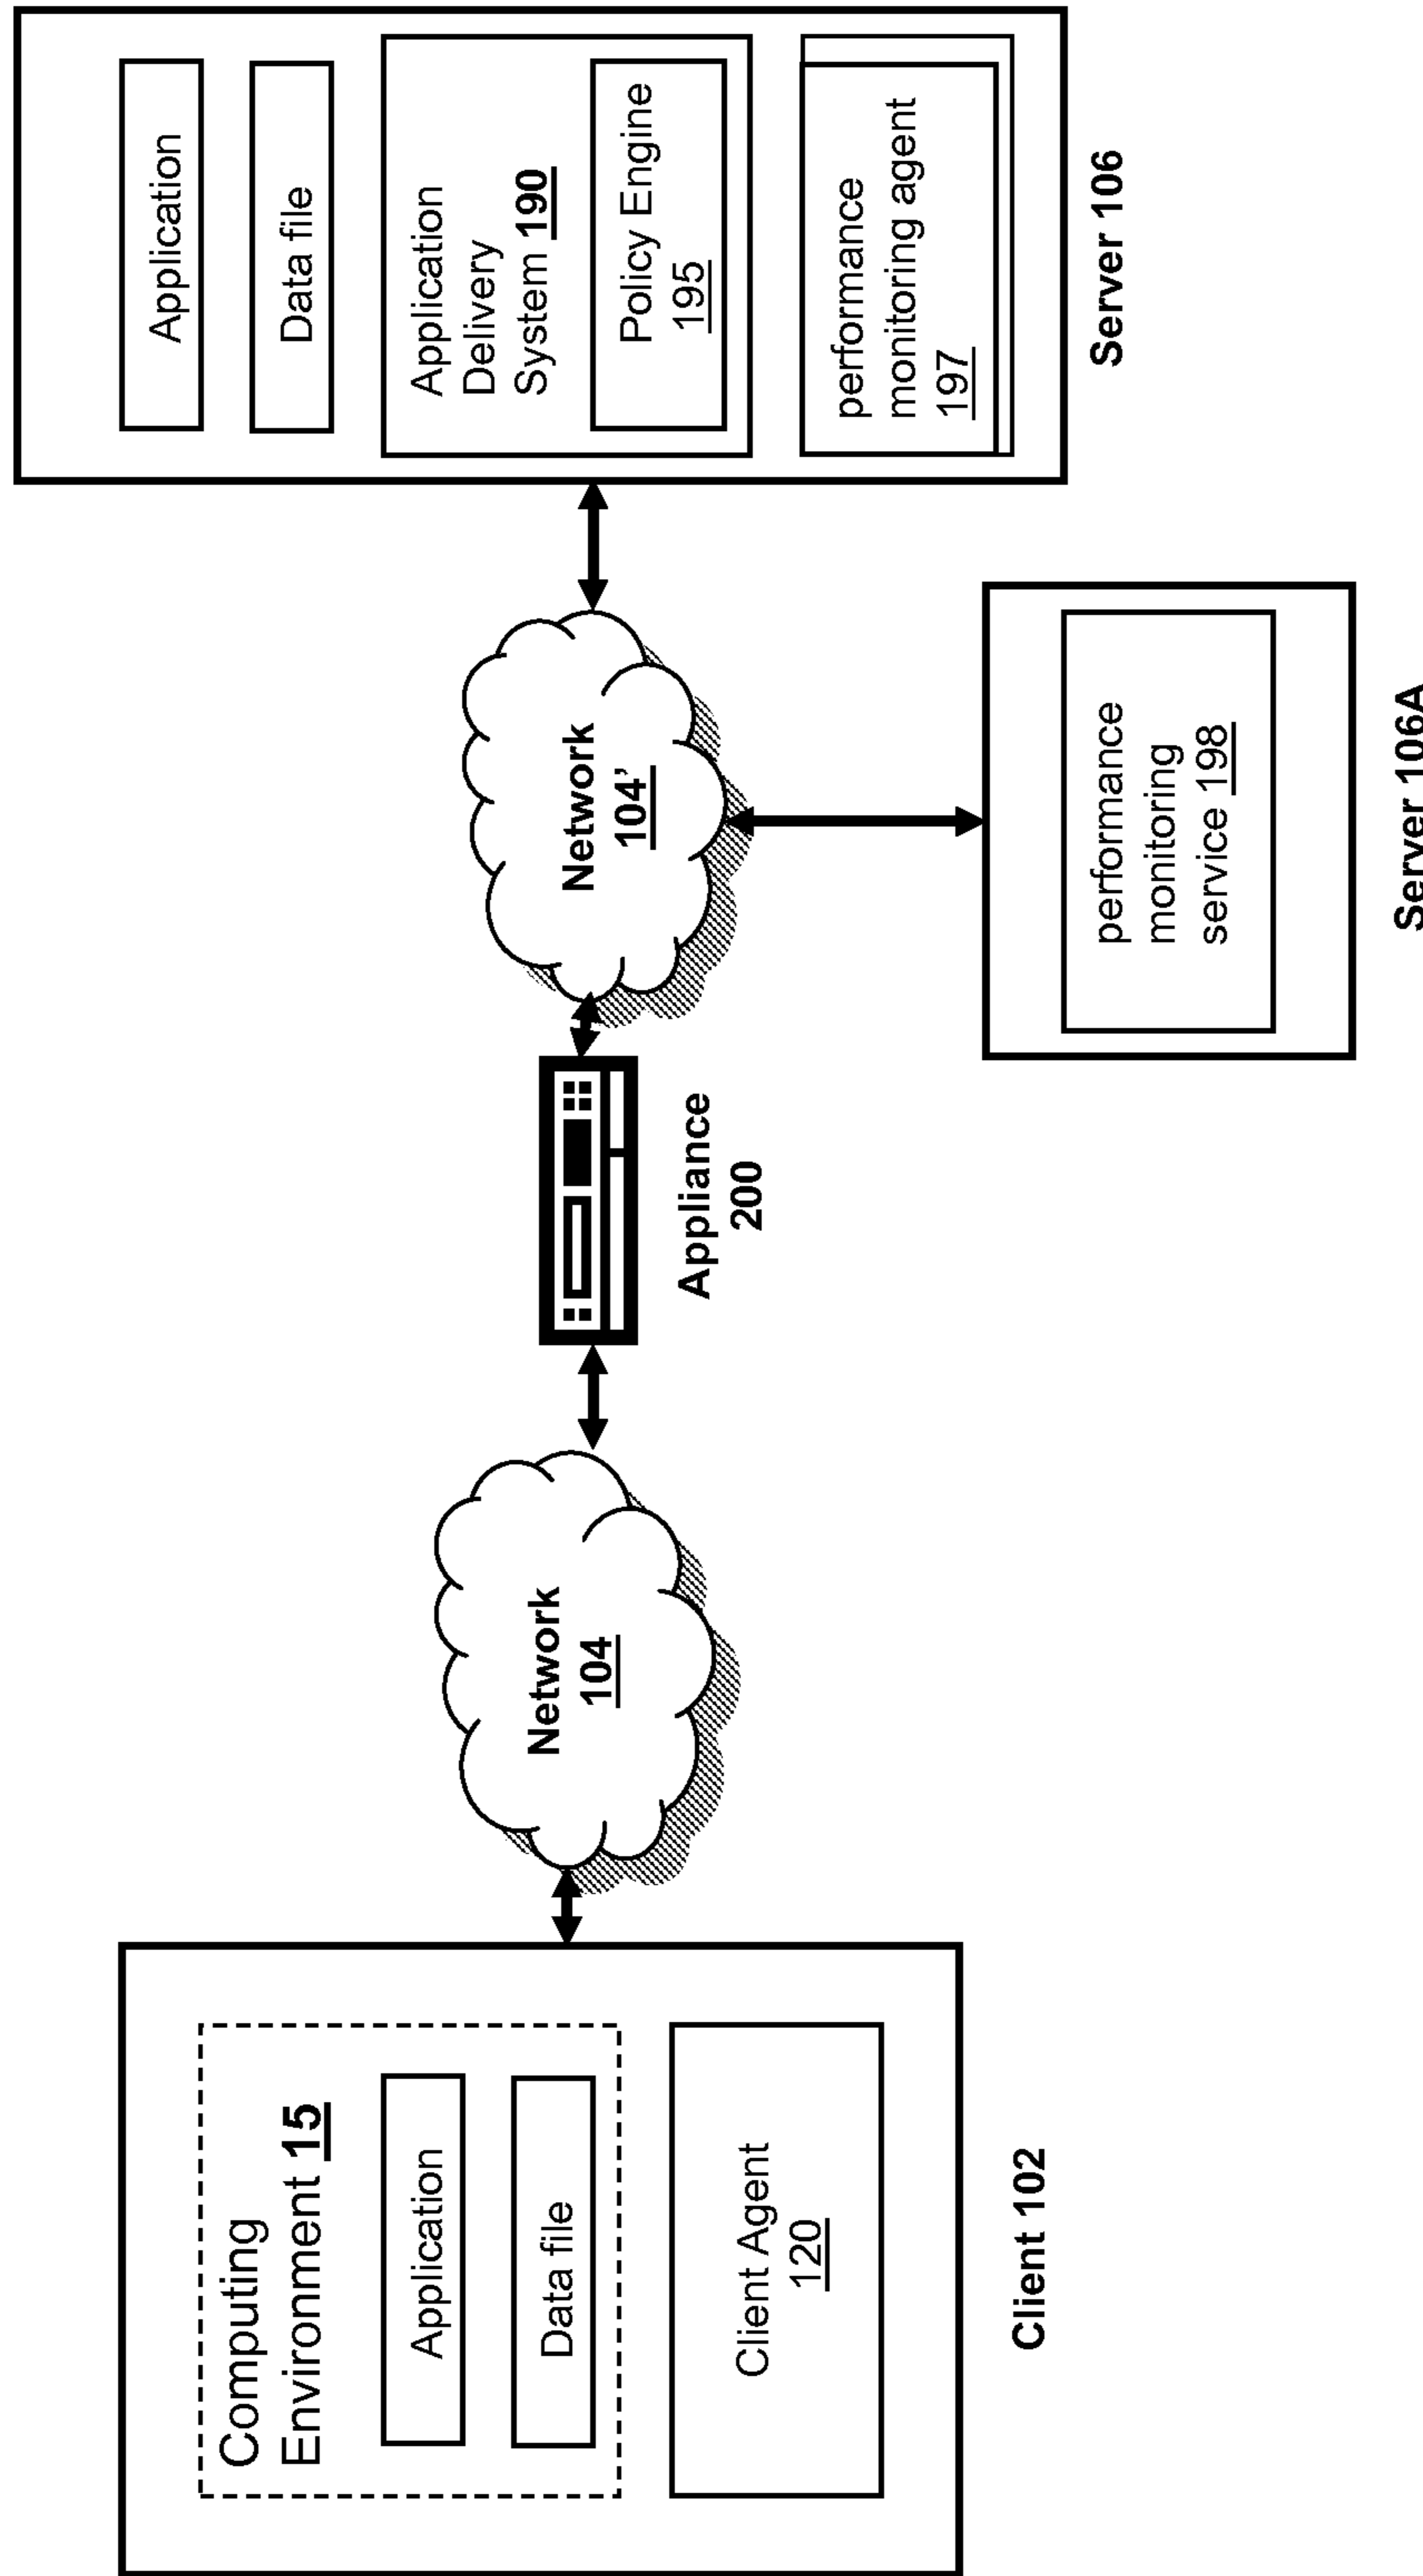 Computing
Environment 15
Application
Data file
Client Agent
120
Client 102
Network
104
Appliance
200
Network
104’
performance
monitoring
service 198
Server 106A
Application
Data file
Application
Delivery
System 190
Policy Engine
195
performance
monitoring agent
197
Server 106